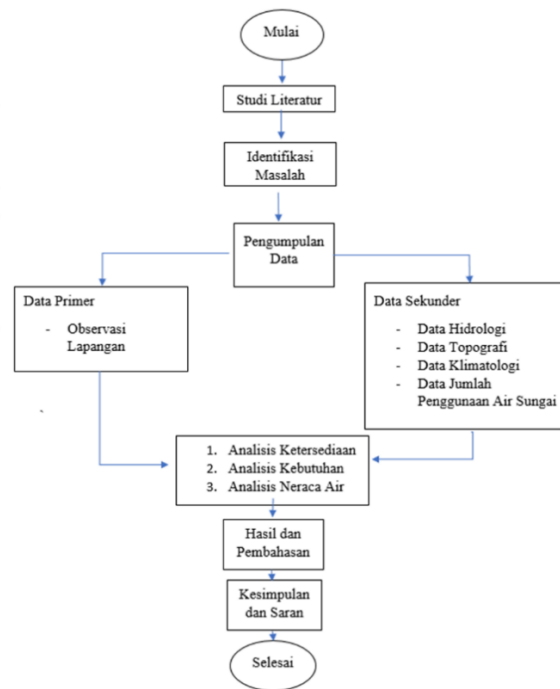 Mulai
Studi Literatur
Identifikasi
Masalah
Pengumpulan
Data
Data Primer
- Observasi
Lapangan
Data Sekunder
- Data Hidrologi
- Data Topografi
- Data Klimatologi
- Data Jumlah
Penggunaan Air Sungai
1. Analisis Ketersediaan
2. Analisis Kebutuhan
3. Analisis Neraca Air
Hasil dan
Pembahasan
Kesimpulan
dan Saran
Selesai